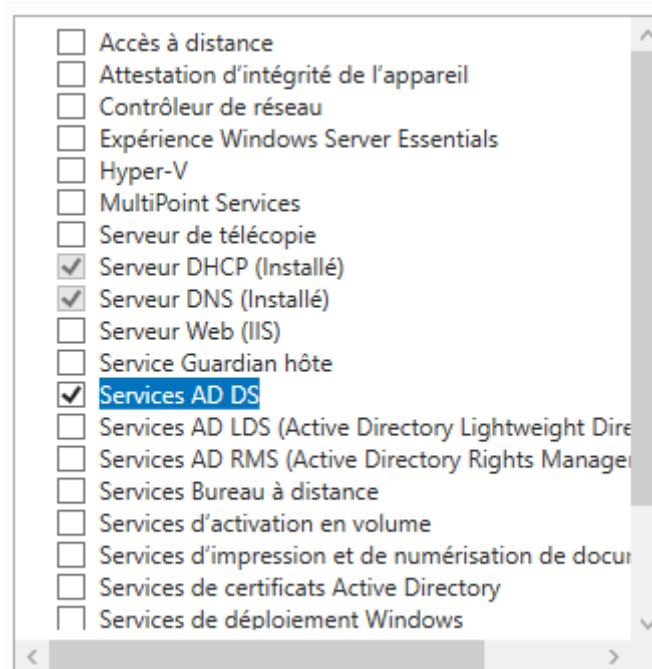 Accès à distance
Attestation d'intégrité de l'appareil
Contrôleur de réseau
Expérience Windows Server Essentials
Hyper-V
MultiPoint Services
Serveur de télécopie
Serveur DHCP (Installé)
Serveur DNS (Installé)
Serveur Web (IIS)
Service Guardian hôte
Services AD DS
Services AD LDS (Active Directory Lightweight Dire
Services AD RMS (Active Directory Rights Manager
Services Bureau à distance
Services d'activation en volume
Services d'impression et de numérisation de docur
Services de certificats Active Directory
Services de déploiement Windows